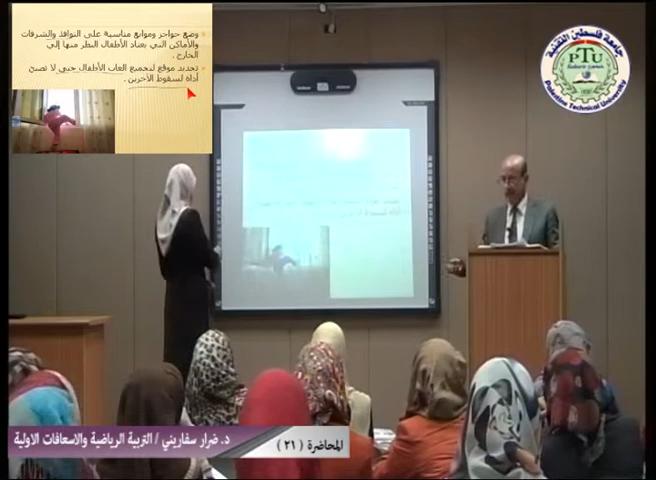 وضع حواجز وموانع مناسبة على النوافذ والشرفات
والأماكن التي يعتاد الأطفال النظر منها إلى
الخارج .
تحديد موقع لتجميع العاب الأطفال حتى لا تصبح
أداة لسقوط الآخرين .
جامعة فلسطين التقنية
PTU
Palestine Technical University
د. ضرار سفاريني / التربية الرياضية والاسعافات الاولية
المحاضرة ( ٢١ )